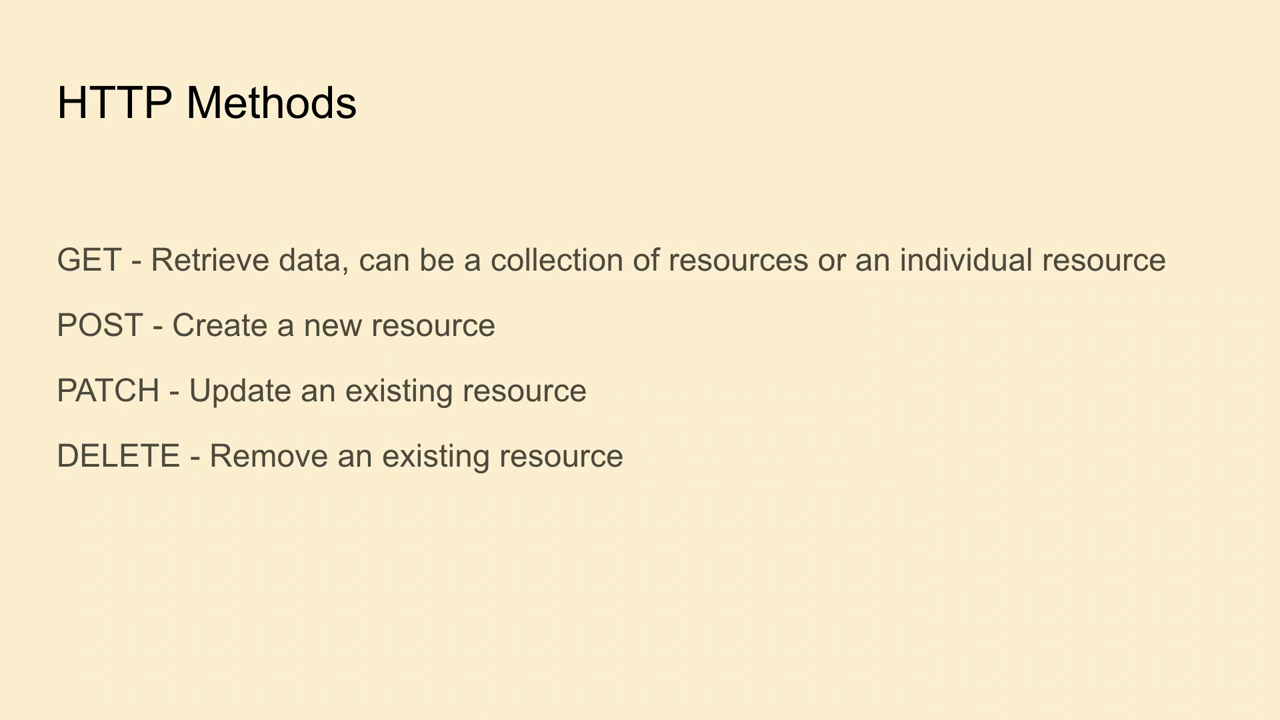 HTTP Methods
GET - Retrieve data, can be a collection of resources or an individual resource
POST - Create a new resource
PATCH - Update an existing resource
DELETE - Remove an existing resource